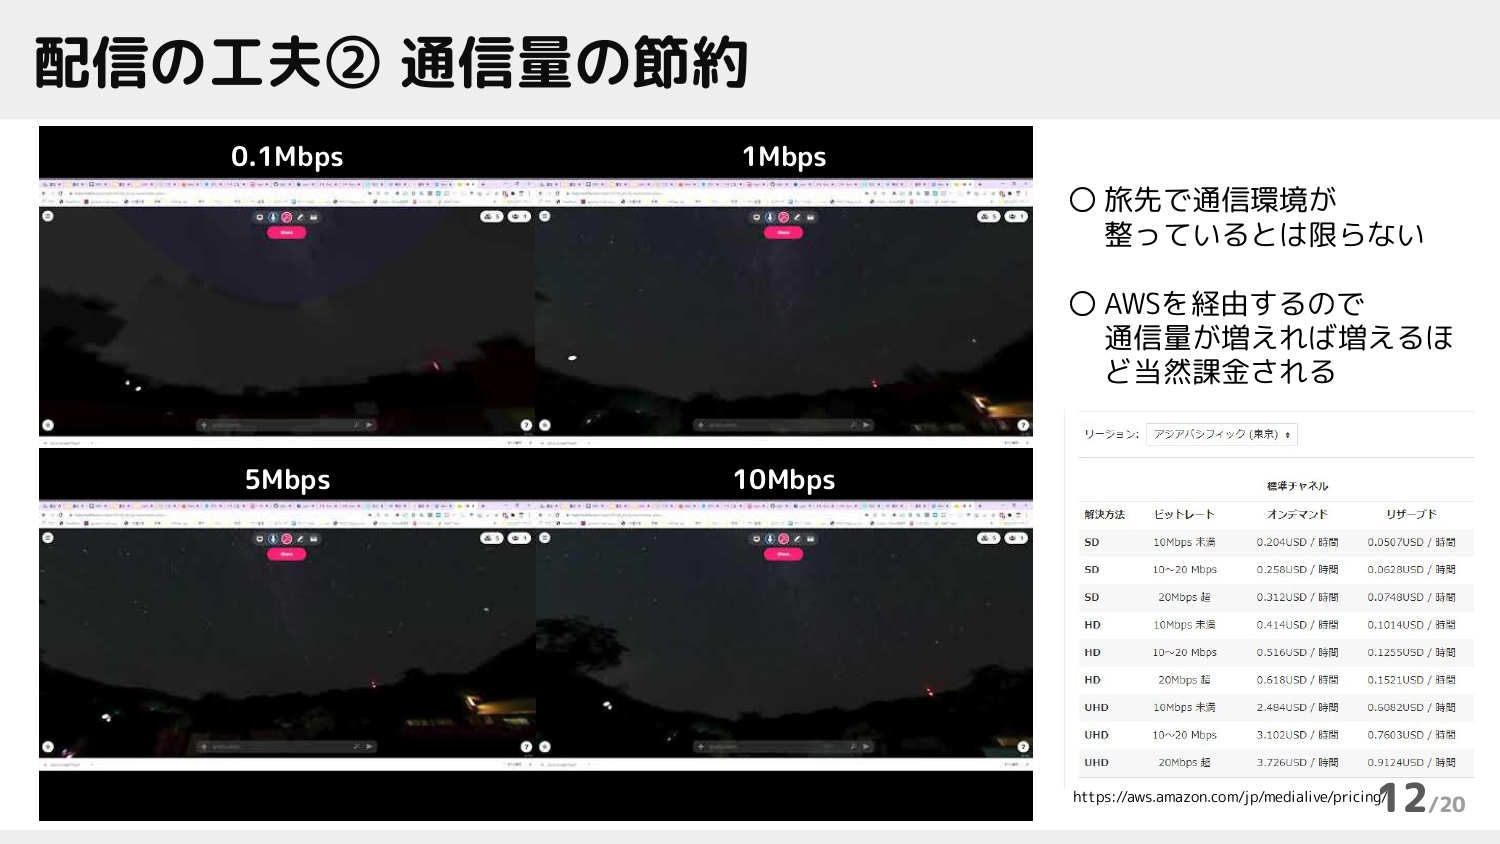 配信の工夫② 通信量の節約
0.1Mbps
1Mbps
Share
Share
5Mbps
10Mbps
Share
Share
〇 旅先で通信環境が
整っているとは限らない
〇 AWSを経由するので
通信量が増えれば増えるほ
ど当然課金される
リージョン: アジアパシフィック (東京)
標準チャネル
解決方法 ビットレート オンデマンド リザーブド
SD 10Mbps 未満 0.204USD / 時間 0.0507USD / 時間
SD 10～20 Mbps 0.258USD / 時間 0.0628USD / 時間
SD 20Mbps 超 0.312USD / 時間 0.0748USD / 時間
HD 10Mbps 未満 0.414USD / 時間 0.1014USD / 時間
HD 10～20 Mbps 0.516USD / 時間 0.1255USD / 時間
HD 20Mbps 超 0.618USD / 時間 0.1521USD / 時間
UHD 10Mbps 未満 2.484USD / 時間 0.6082USD / 時間
UHD 10～20 Mbps 3.102USD / 時間 0.7603USD / 時間
UHD 20Mbps 超 3.726USD / 時間 0.9124USD / 時間
https://aws.amazon.com/jp/medialive/pricing/
12/20